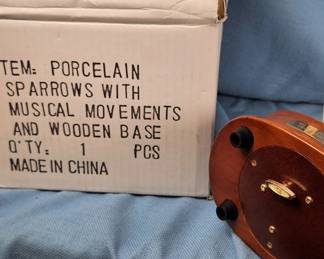 TEM: PORCELAIN
SPARROWS WITH
MUSICAL MOVEMENTS
AND WOODEN BASE
Q'TY: 1 PCS
MADE IN CHINA